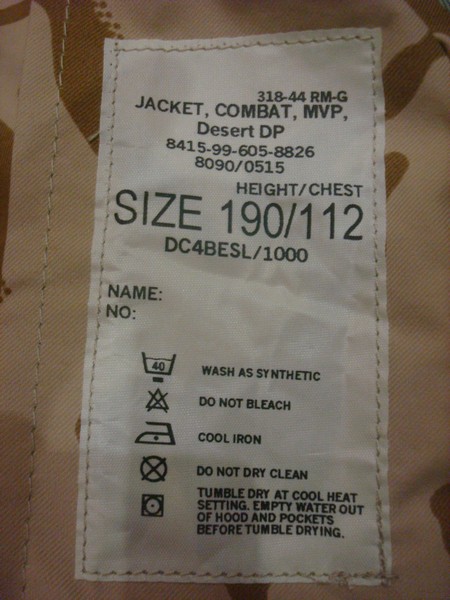 318-44 RM-G
JACKET, COMBAT, MVP,
Desert DP
8415-99-605-8826
8090/0515
HEIGHT/CHEST
SIZE 190/112
DC4BESL/1000
NAME:
NO:
40 WASH AS SYNTHETIC
DO NOT BLEACH
COOL IRON
DO NOT DRY CLEAN
TUMBLE DRY AT COOL HEAT
SETTING. EMPTY WATER OUT
OF HOOD AND POCKETS
BEFORE TUMBLE DRYING.